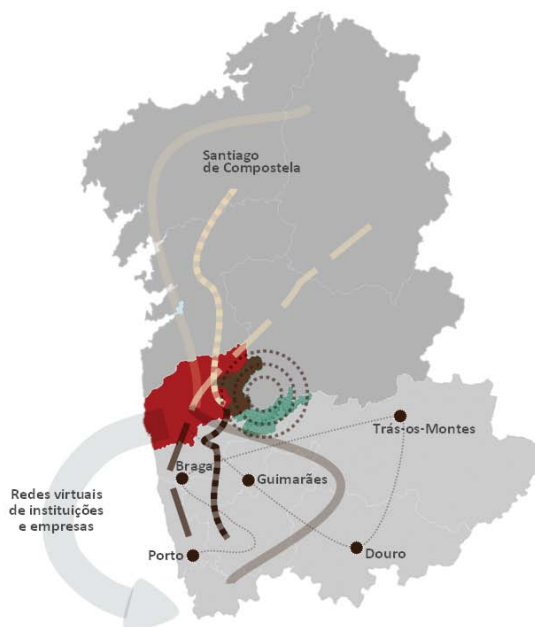 Santiago
de Compostela
Trás-os-Montes
Braga
Guimarães
Redes virtuais
de instituições
e empresas
Porto
Douro